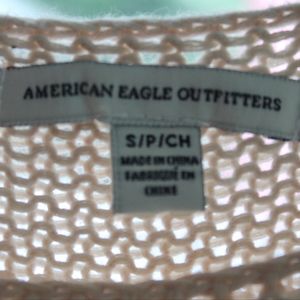 AMERICAN EAGLE OUTFITTERS
S/P/CH
MADE IN CHINA
FABRIQUÉ EN
CHINE